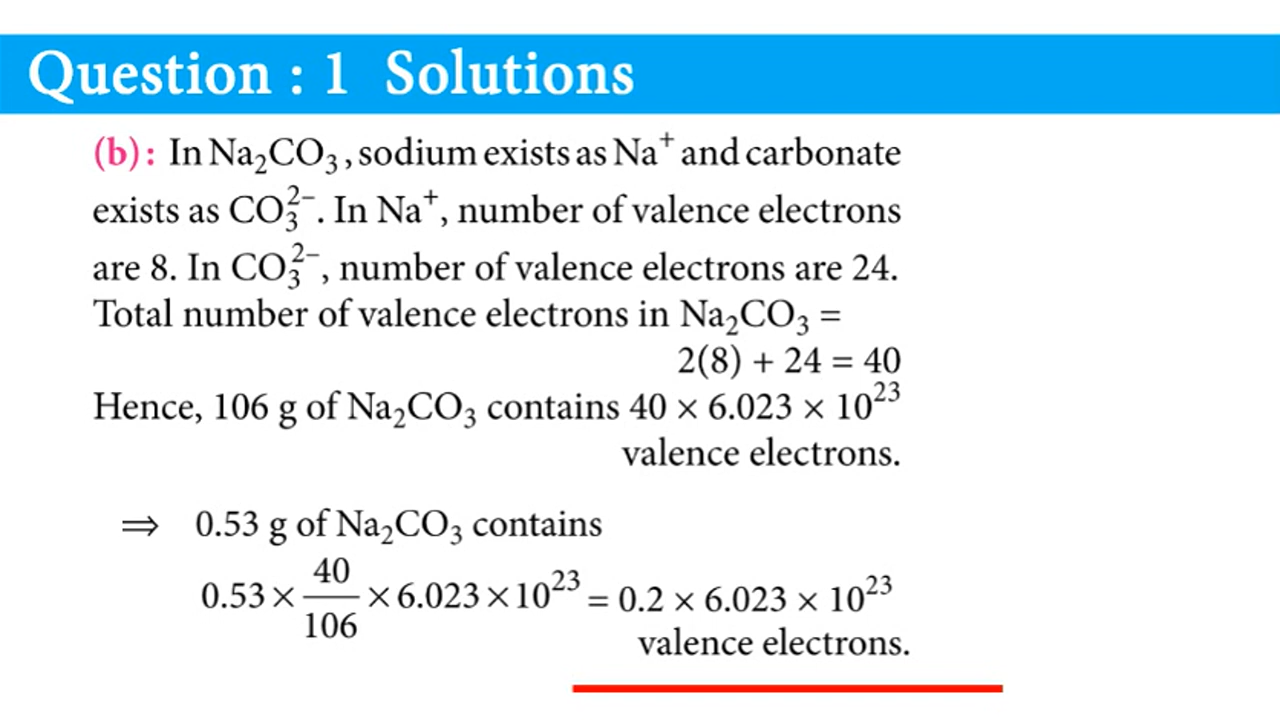 Question : 1 Solutions
(b) : In Na₂CO₃, sodium exists as Na⁺ and carbonate
exists as CO₃²⁻. In Na⁺, number of valence electrons
are 8. In CO₃²⁻, number of valence electrons are 24.
Total number of valence electrons in Na₂CO₃ =
2(8) + 24 = 40
Hence, 106 g of Na₂CO₃ contains 40 × 6.023 × 10²³
valence electrons.
⇒ 0.53 g of Na₂CO₃ contains
0.53 × 40/106 × 6.023 × 10²³ = 0.2 × 6.023 × 10²³
valence electrons.